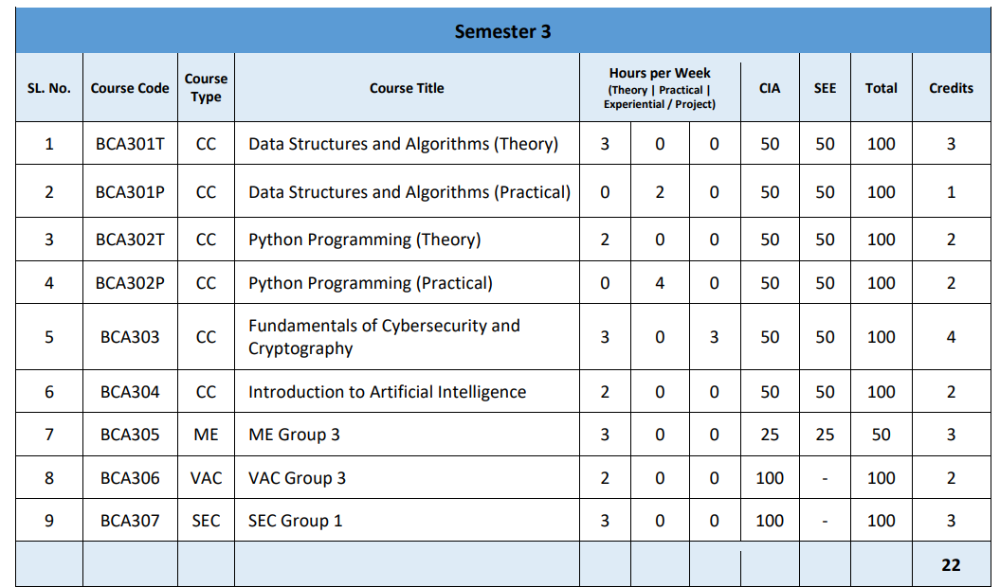 Semester 3
SL. No. Course Code Course Type Course Title Hours per Week (Theory | Practical | Experiential / Project) CIA SEE Total Credits
1 BCA301T CC Data Structures and Algorithms (Theory) 3 0 0 50 50 100 3
2 BCA301P CC Data Structures and Algorithms (Practical) 0 2 0 50 50 100 1
3 BCA302T CC Python Programming (Theory) 2 0 0 50 50 100 2
4 BCA302P CC Python Programming (Practical) 0 4 0 50 50 100 2
5 BCA303 CC Fundamentals of Cybersecurity and Cryptography 3 0 3 50 50 100 4
6 BCA304 CC Introduction to Artificial Intelligence 2 0 0 50 50 100 2
7 BCA305 ME ME Group 3 3 0 0 25 25 50 3
8 BCA306 VAC VAC Group 3 2 0 0 100 - 100 2
9 BCA307 SEC SEC Group 1 3 0 0 100 - 100 3
22